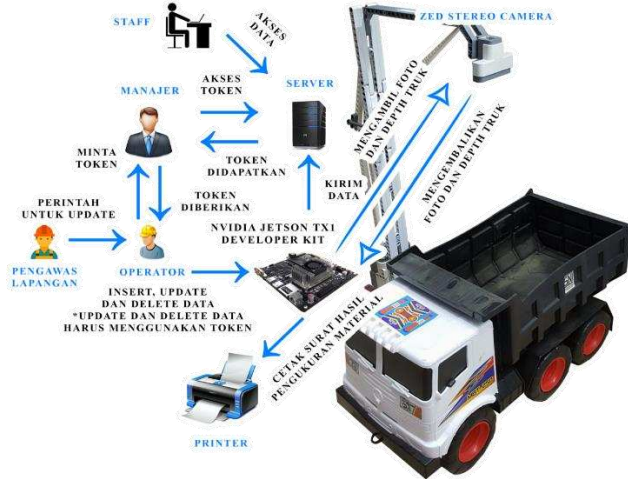 STAFF
ZED STEREO CAMERA
AKSES
DATA
MANAJER
AKSES
TOKEN
SERVER
MENGAMBIL FOTO
DAN DEPTH TRUK
MENGEMBALIKAN
FOTO DAN DEPTH TRUK
MINTA
TOKEN
TOKEN
DIDAPATKAN
KIRIM
DATA
PERINTAH
UNTUK UPDATE
TOKEN
DIBERIKAN
NVIDIA JETSON TX1
DEVELOPER KIT
PENGAWAS
LAPANGAN
OPERATOR
INSERT, UPDATE
DAN DELETE DATA
*UPDATE DAN DELETE DATA
HARUS MENGGUNAKAN TOKEN
CETAK SURAT HASIL
PENGUKURAN MATERIAL
PRINTER